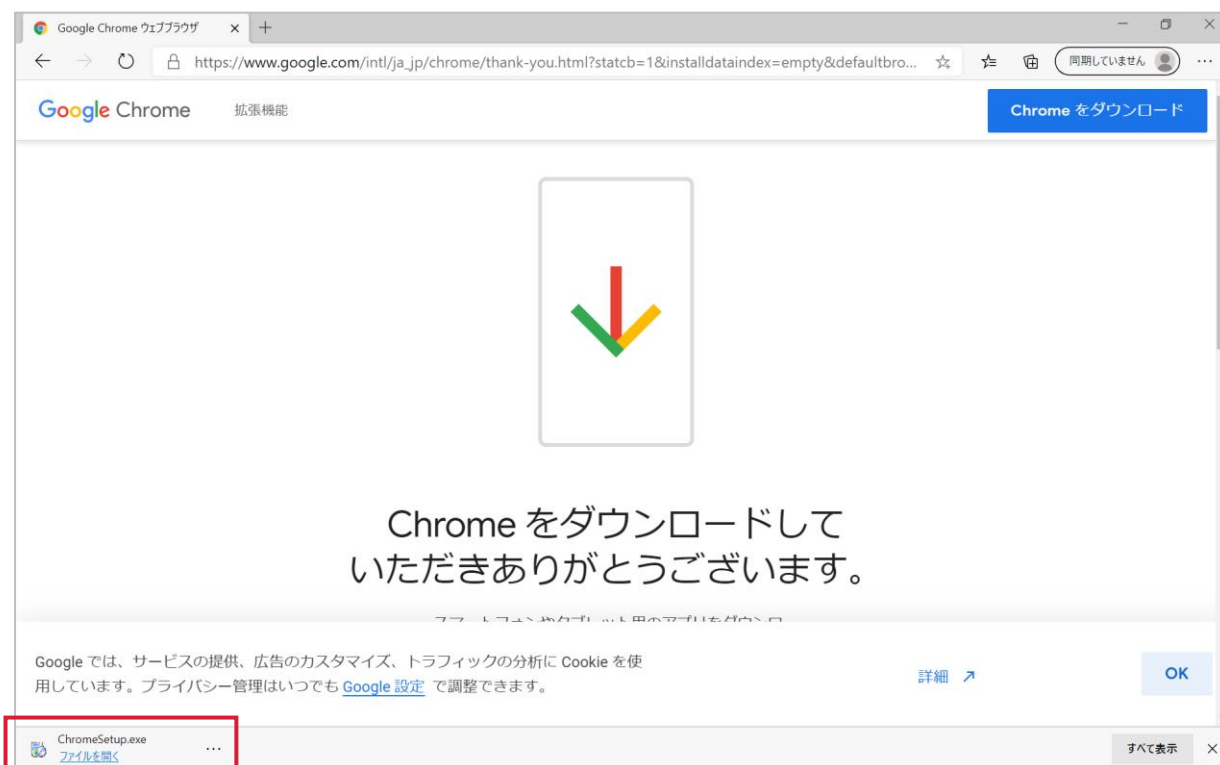 Google Chrome ウェブブラウザ
https://www.google.com/intl/ja_jp/chrome/thank-you.html?statcb=1&installdataindex=empty&defaultbro...
同期していません
Google Chrome
拡張機能
Chrome をダウンロード
Chrome をダウンロードして
いただきありがとうございます。
Google では、サービスの提供、広告のカスタマイズ、トラフィックの分析に Cookie を使
用しています。プライバシー管理はいつでも Google 設定 で調整できます。
詳細
OK
ChromeSetup.exe
ファイルを開く
すべて表示